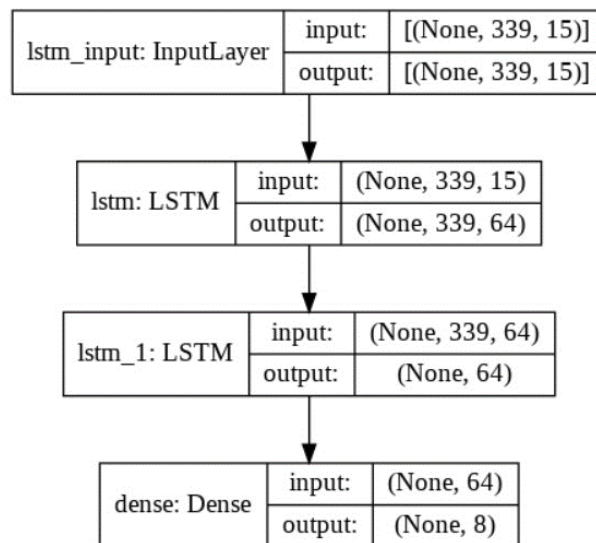 lstm_input: InputLayer
input: [(None, 339, 15)]
output: [(None, 339, 15)]
lstm: LSTM
input: (None, 339, 15)
output: (None, 339, 64)
lstm_1: LSTM
input: (None, 339, 64)
output: (None, 64)
dense: Dense
input: (None, 64)
output: (None, 8)